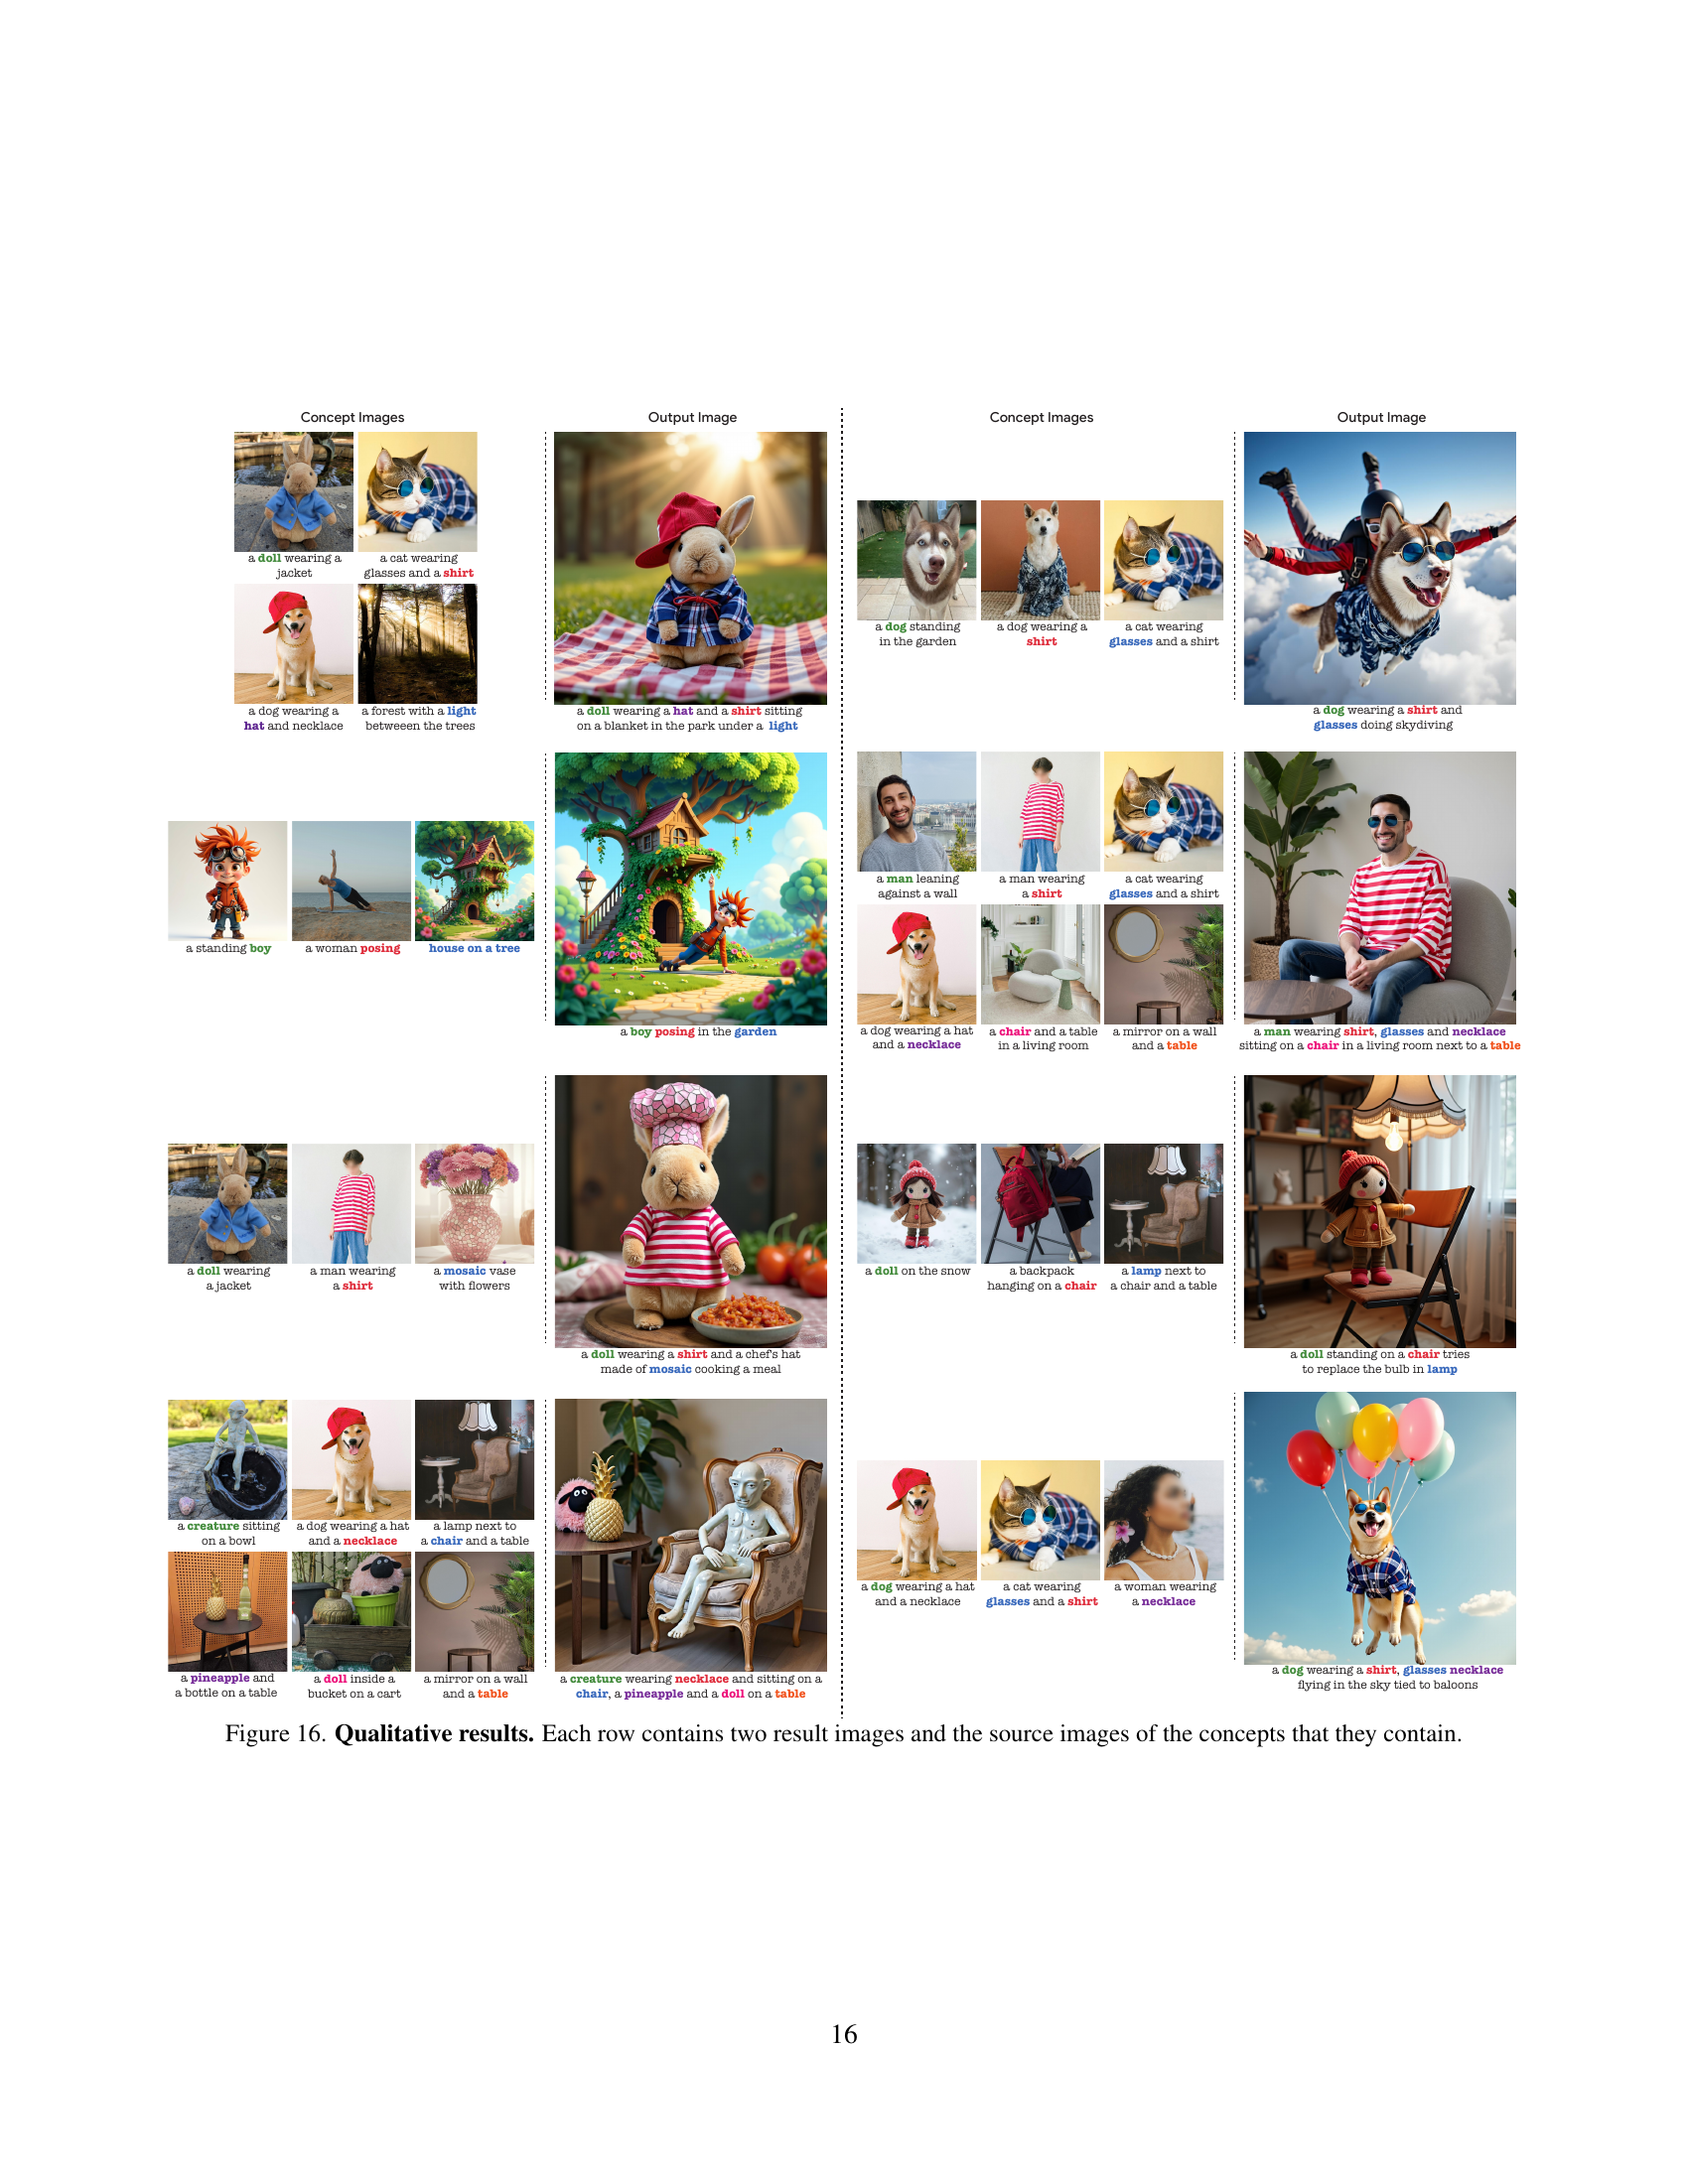 Concept Images
Output Image
a doll wearing a
jacket
a cat wearing
glasses and a shirt
a dog wearing a
hat and necklace
a forest with a light
betweeen the trees
a doll wearing a hat and a shirt sitting
on a blanket in the park under a light
Concept Images
Output Image
a dog standing
in the garden
a dog wearing a
shirt
a cat wearing
glasses and a shirt
a dog wearing a shirt and
glasses doing skydiving
a standing boy
a woman posing
house on a tree
a boy posing in the garden
a man leaning
against a wall
a man wearing
a shirt
a cat wearing
glasses and a shirt
a dog wearing a hat
and a necklace
a chair and a table
in a living room
a mirror on a wall
and a table
a man wearing shirt, glasses and necklace
sitting on a chair in a living room next to a table
a doll wearing
a jacket
a man wearing
a shirt
a mosaic vase
with flowers
a doll wearing a shirt and a chef's hat
made of mosaic cooking a meal
a doll on the snow
a backpack
hanging on a chair
a lamp next to
a chair and a table
a doll standing on a chair tries
to replace the bulb in lamp
a creature sitting
on a bowl
a dog wearing a hat
and a necklace
a lamp next to
a chair and a table
a pineapple and
a bottle on a table
a doll inside a
bucket on a cart
a mirror on a wall
and a table
a creature wearing necklace and sitting on a
chair, a pineapple and a doll on a table
a dog wearing a hat
and a necklace
a cat wearing
glasses and a shirt
a woman wearing
a necklace
a dog wearing a shirt, glasses necklace
flying in the sky tied to baloons
Figure 16. Qualitative results. Each row contains two result images and the source images of the concepts that they contain.
16